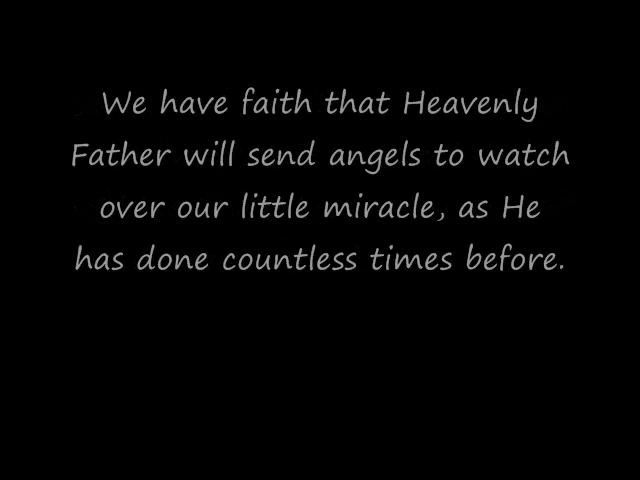 We have faith that Heavenly
Father will send angels to watch
over our little miracle, as He
has done countless times before.